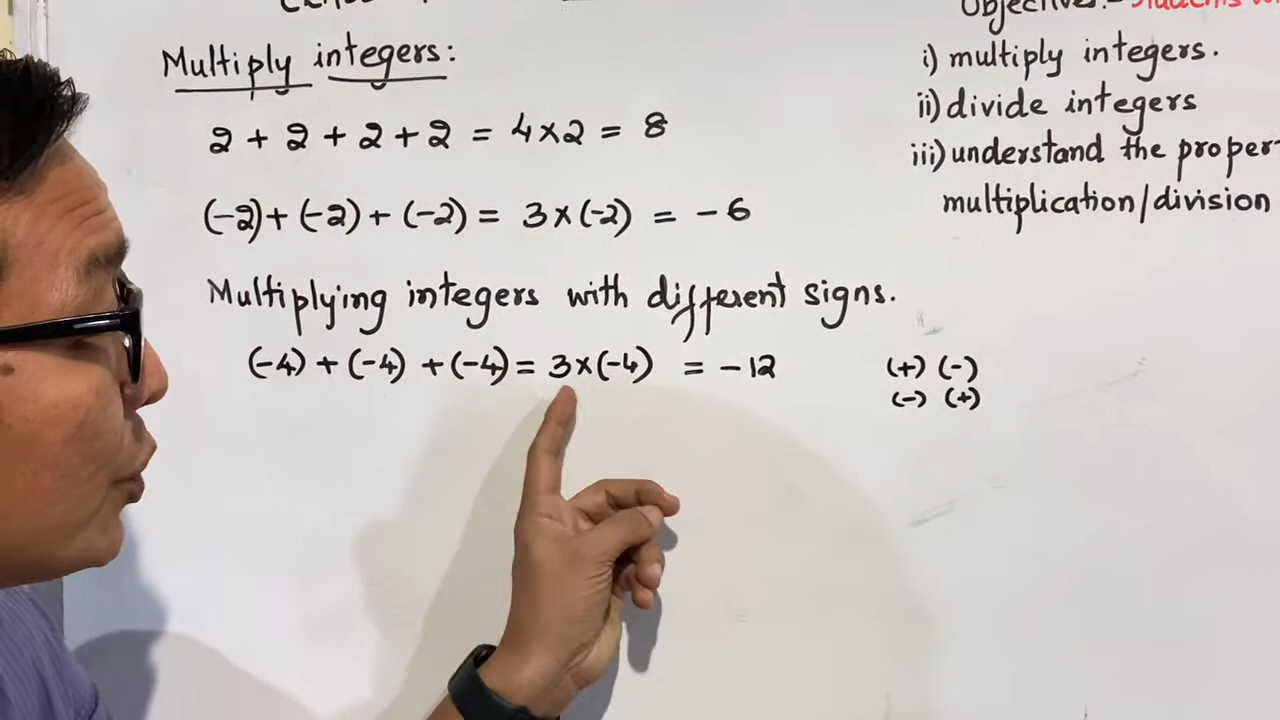 Multiply integers:
2 + 2 + 2 + 2 = 4×2 = 8
(-2)+ (-2) + (-2) = 3×(-2) = -6
Multiplying integers with different signs.
(-4) + (-4) + (-4) = 3×(-4) = -12
(+) (-)
(-) (+)
Objectives:- Students
i) multiply integers.
ii) divide integers
iii) understand the proper
multiplication/division